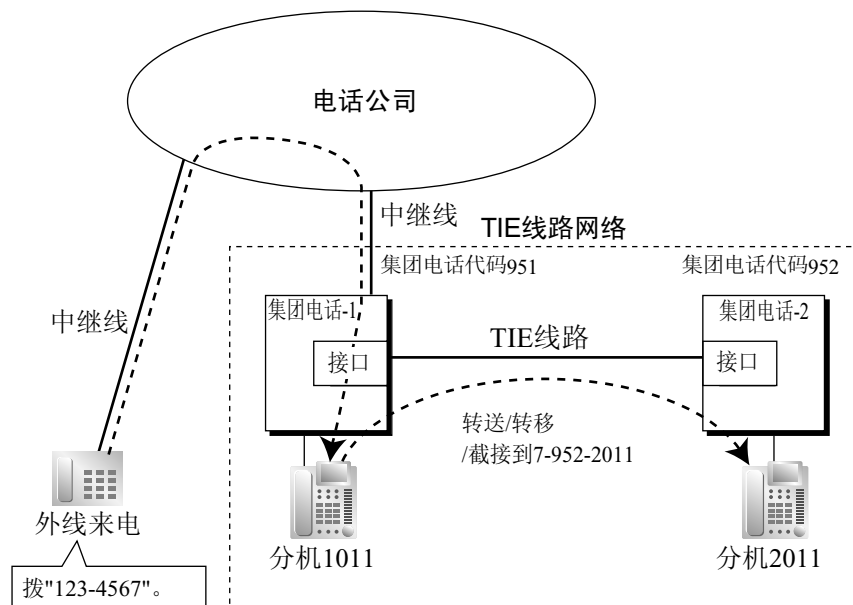 电话公司
中继线
TIE线路网络
集团电话代码951
集团电话代码952
集团电话-1
集团电话-2
中继线
TIE线路
接口
接口
转送/转移
/截接到7-952-2011
外线来电
分机1011
分机2011
拨"123-4567"。